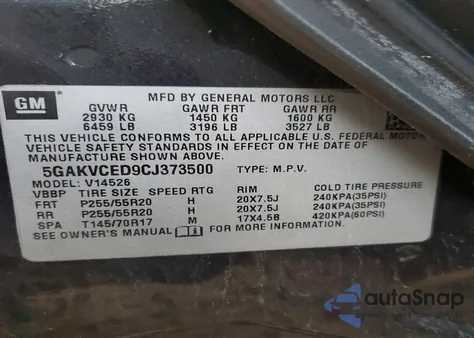 GM
MFD BY GENERAL MOTORS LLC
GVWR GAWR FRT GAWR RR
2930 KG 1450 KG 1600 KG
6459 LB 3196 LB 3527 LB
THIS VEHICLE CONFORMS TO ALL APPLICABLE U.S. FEDERAL MOTOR
VEHICLE SAFETY STANDARDS IN EFFECT ON THE DATE OF
MANUFACTURE SHOWN ABOVE.
5GAKVCED9CJ373500 TYPE: M.P.V.
MODEL: V14526
VBBP TIRE SIZE SPEED RTG RIM COLD TIRE PRESSURE
FRT P255/55R20 H 20X7.5J 240KPA(35PSI)
RR P255/55R20 H 20X7.5J 240KPA(35PSI)
SPA T145/70R17 M 17X4.5B 420KPA(60PSI)
SEE OWNER'S MANUAL FOR ADDITIONAL INFORMATION
autoSnap